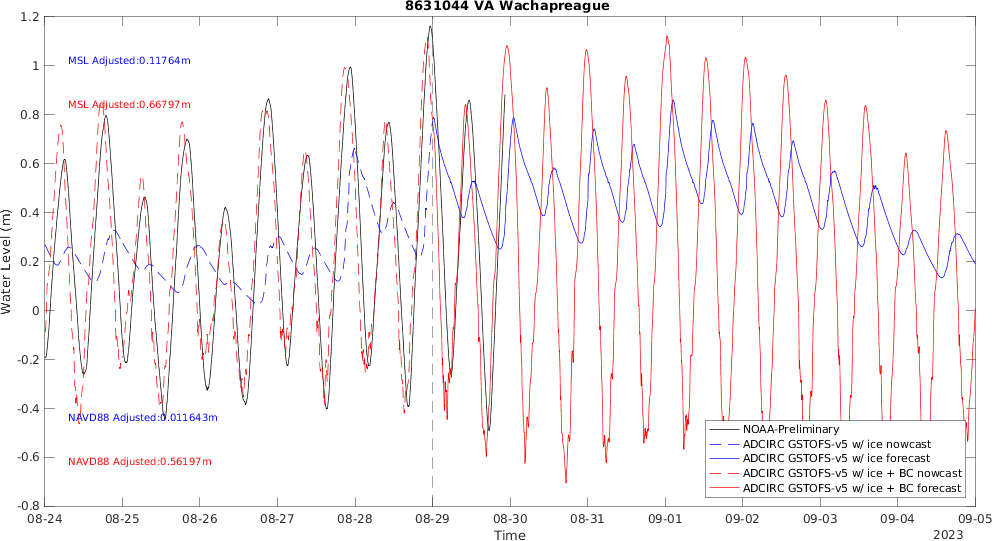 8631044 VA Wachapreague
1.2
1
0.8
0.6
0.4
0.2
0
-0.2
-0.4
-0.6
-0.8
Water Level (m)
MSL Adjusted:0.11764m
MSL Adjusted:0.66797m
NAVD88 Adjusted:0.011643m
NAVD88 Adjusted:0.56197m
NOAA-Preliminary
ADCIRC GSTOFS-v5 w/ ice nowcast
ADCIRC GSTOFS-v5 w/ ice forecast
ADCIRC GSTOFS-v5 w/ ice + BC nowcast
ADCIRC GSTOFS-v5 w/ ice + BC forecast
08-24 08-25 08-26 08-27 08-28 08-29 08-30 08-31 09-01 09-02 09-03 09-04 09-05
Time
2023